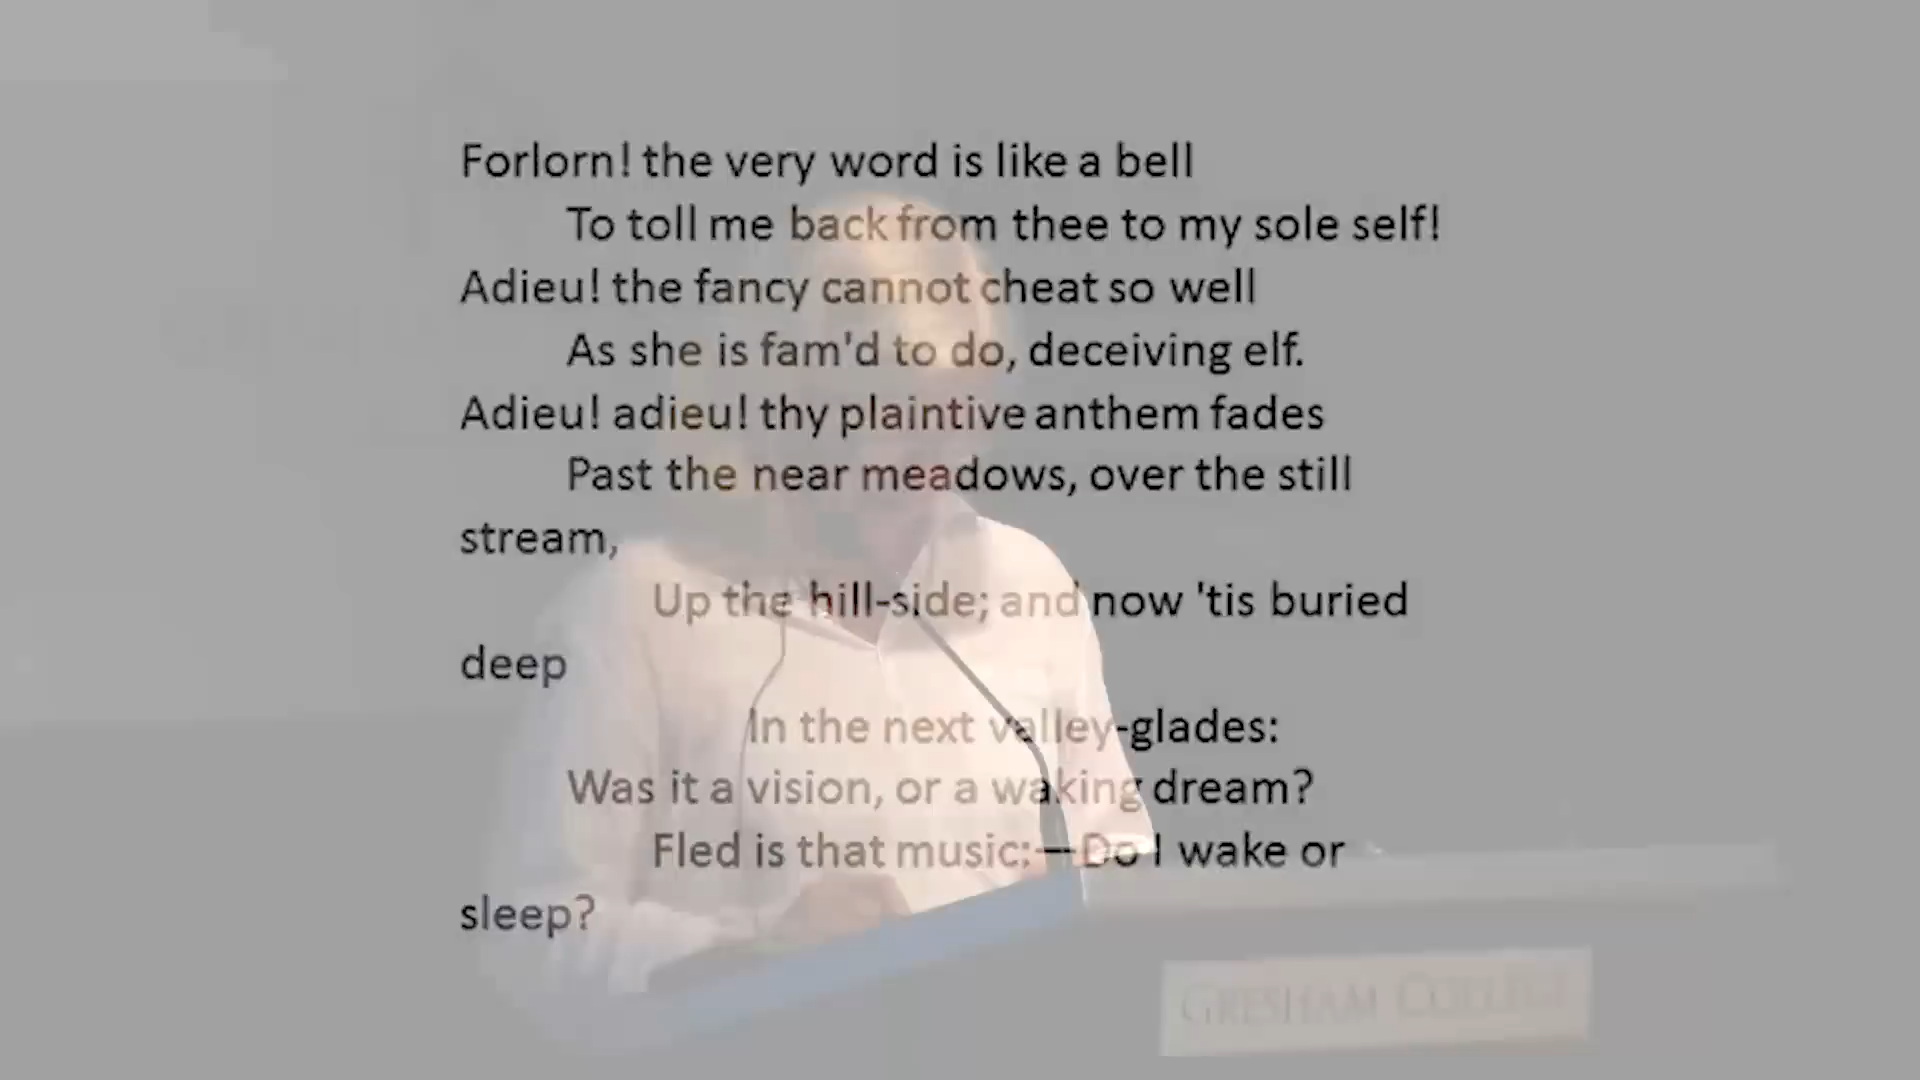 Forlorn! the very word is like a bell
To toll me back from thee to my sole self!
Adieu! the fancy cannot cheat so well
As she is fam'd to do, deceiving elf.
Adieu! adieu! thy plaintive anthem fades
Past the near meadows, over the still
stream,
Up the hill-side; and now 'tis buried
deep
In the next valley-glades:
Was it a vision, or a waking dream?
Fled is that music:—Do I wake or
sleep?
GRESHAM COLLEGE